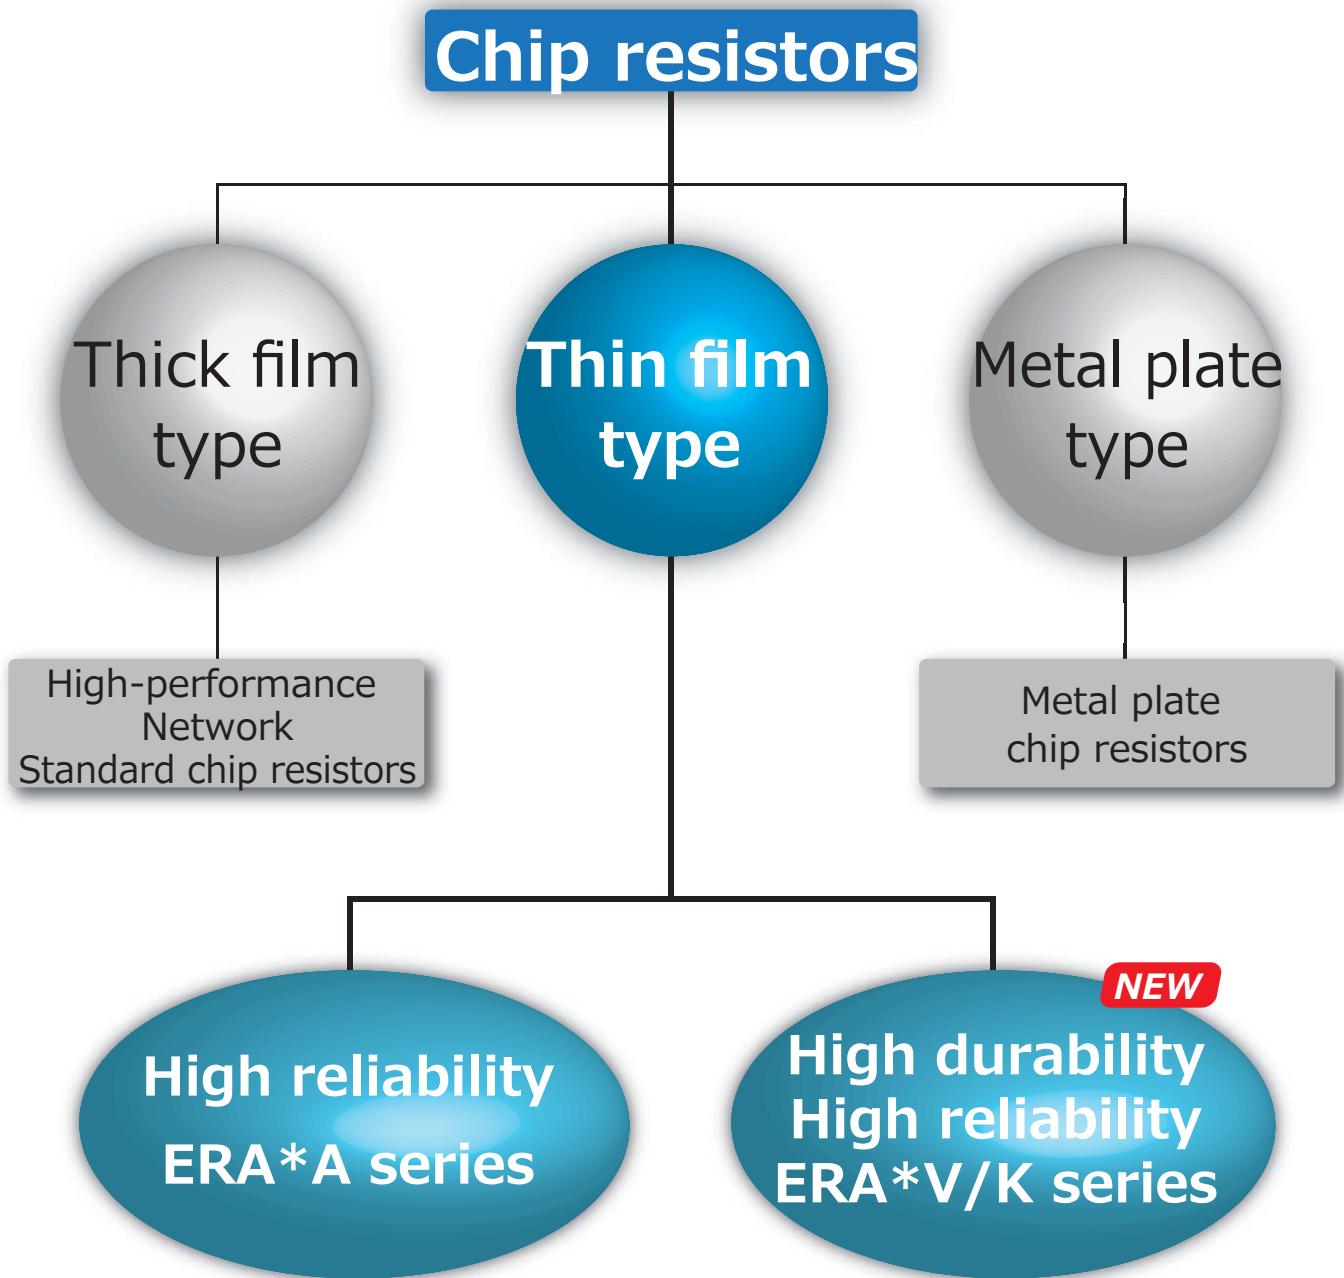 Chip resistors
Thick film
type
Thin film
type
Metal plate
type
High-performance
Network
Standard chip resistors
Metal plate
chip resistors
High reliability
ERA*A series
NEW
High durability
High reliability
ERA*V/K series